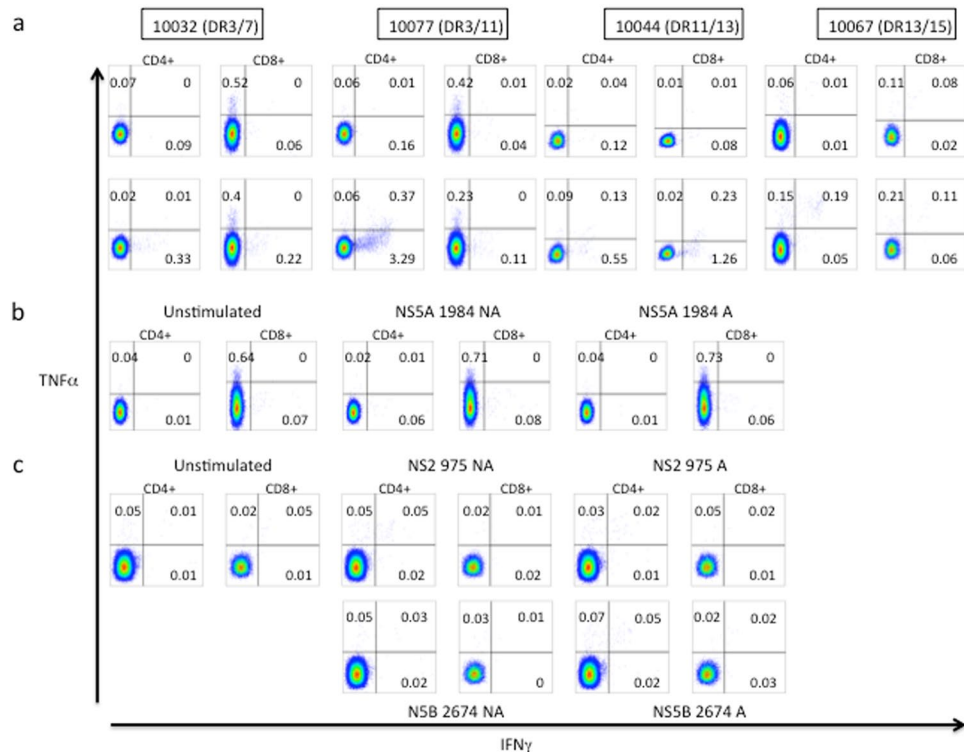 a
10032 (DR3/7) 10077 (DR3/11) 10044 (DR11/13) 10067 (DR13/15)
CD4+ CD8+ CD4+ CD8+ CD4+ CD8+ CD4+ CD8+
0.07 0 0.52 0 0.06 0.01 0.42 0 0.02 0.04 0.01 0.01 0.06 0.01 0.11 0.08
0.09 0.06 0.16 0.04 0.12 0.08 0.01 0.02
0.02 0.01 0.4 0 0.06 0.37 0.23 0 0.09 0.13 0.02 0.23 0.15 0.19 0.21 0.11
0.33 0.22 3.29 0.11 0.55 1.26 0.05 0.06
b
Unstimulated NS5A 1984 NA NS5A 1984 A
CD4+ CD8+ CD4+ CD8+ CD4+ CD8+
0.04 0 0.64 0 0.02 0.01 0.71 0 0.04 0 0.73 0
TNFα
0.01 0.07 0.06 0.08 0.01 0.06
c
Unstimulated NS2 975 NA NS2 975 A
CD4+ CD8+ CD4+ CD8+ CD4+ CD8+
0.05 0.01 0.02 0.05 0.05 0.05 0.02 0.01 0.03 0.02 0.05 0.02
0.01 0.01 0.02 0.02 0.01 0.01
0.05 0.03 0.03 0.01 0.07 0.05 0.02 0.02
0.02 0 0.02 0.03
N5B 2674 NA NS5B 2674 A
IFNγ